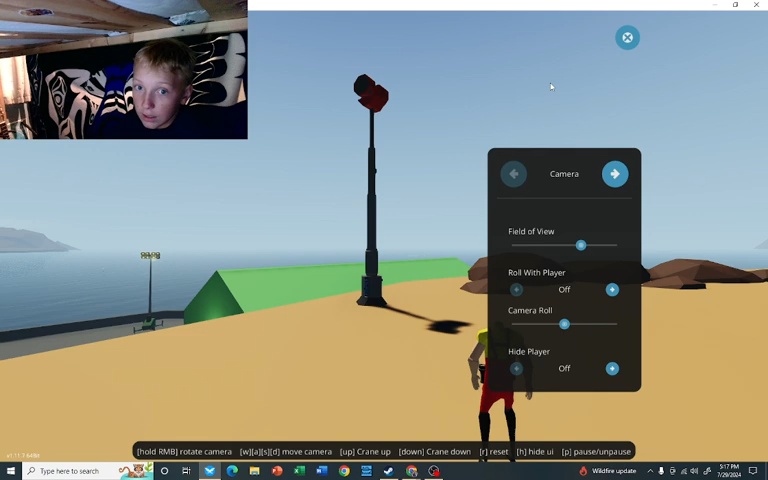 Camera
Field of View
Roll With Player
Off
Camera Roll
Hide Player
Off
[hold RMB] rotate camera [w][a][s][d] move camera [up] Crane up [down] Crane down [r] reset [h] hide ui [p] pause/unpause
Type here to search
Wildfire update
5:17 PM
7/29/2024